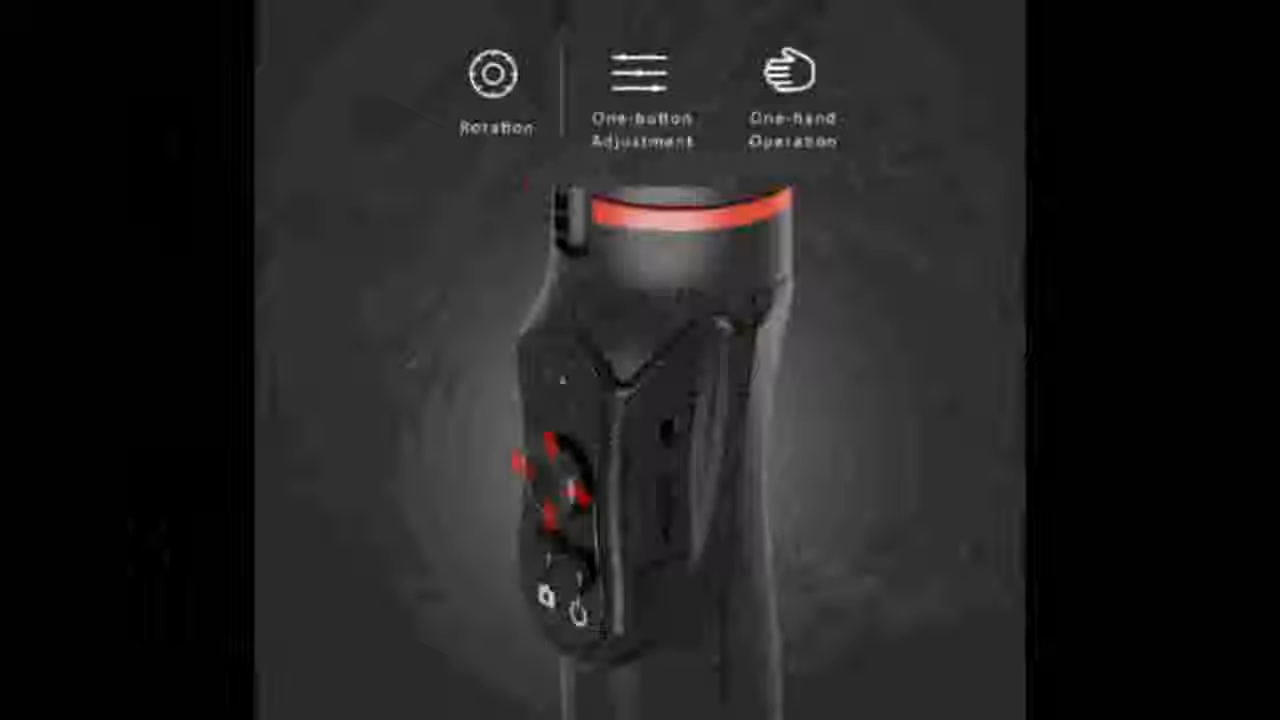 Rotation
One-button
Adjustment
One-hand
Operation